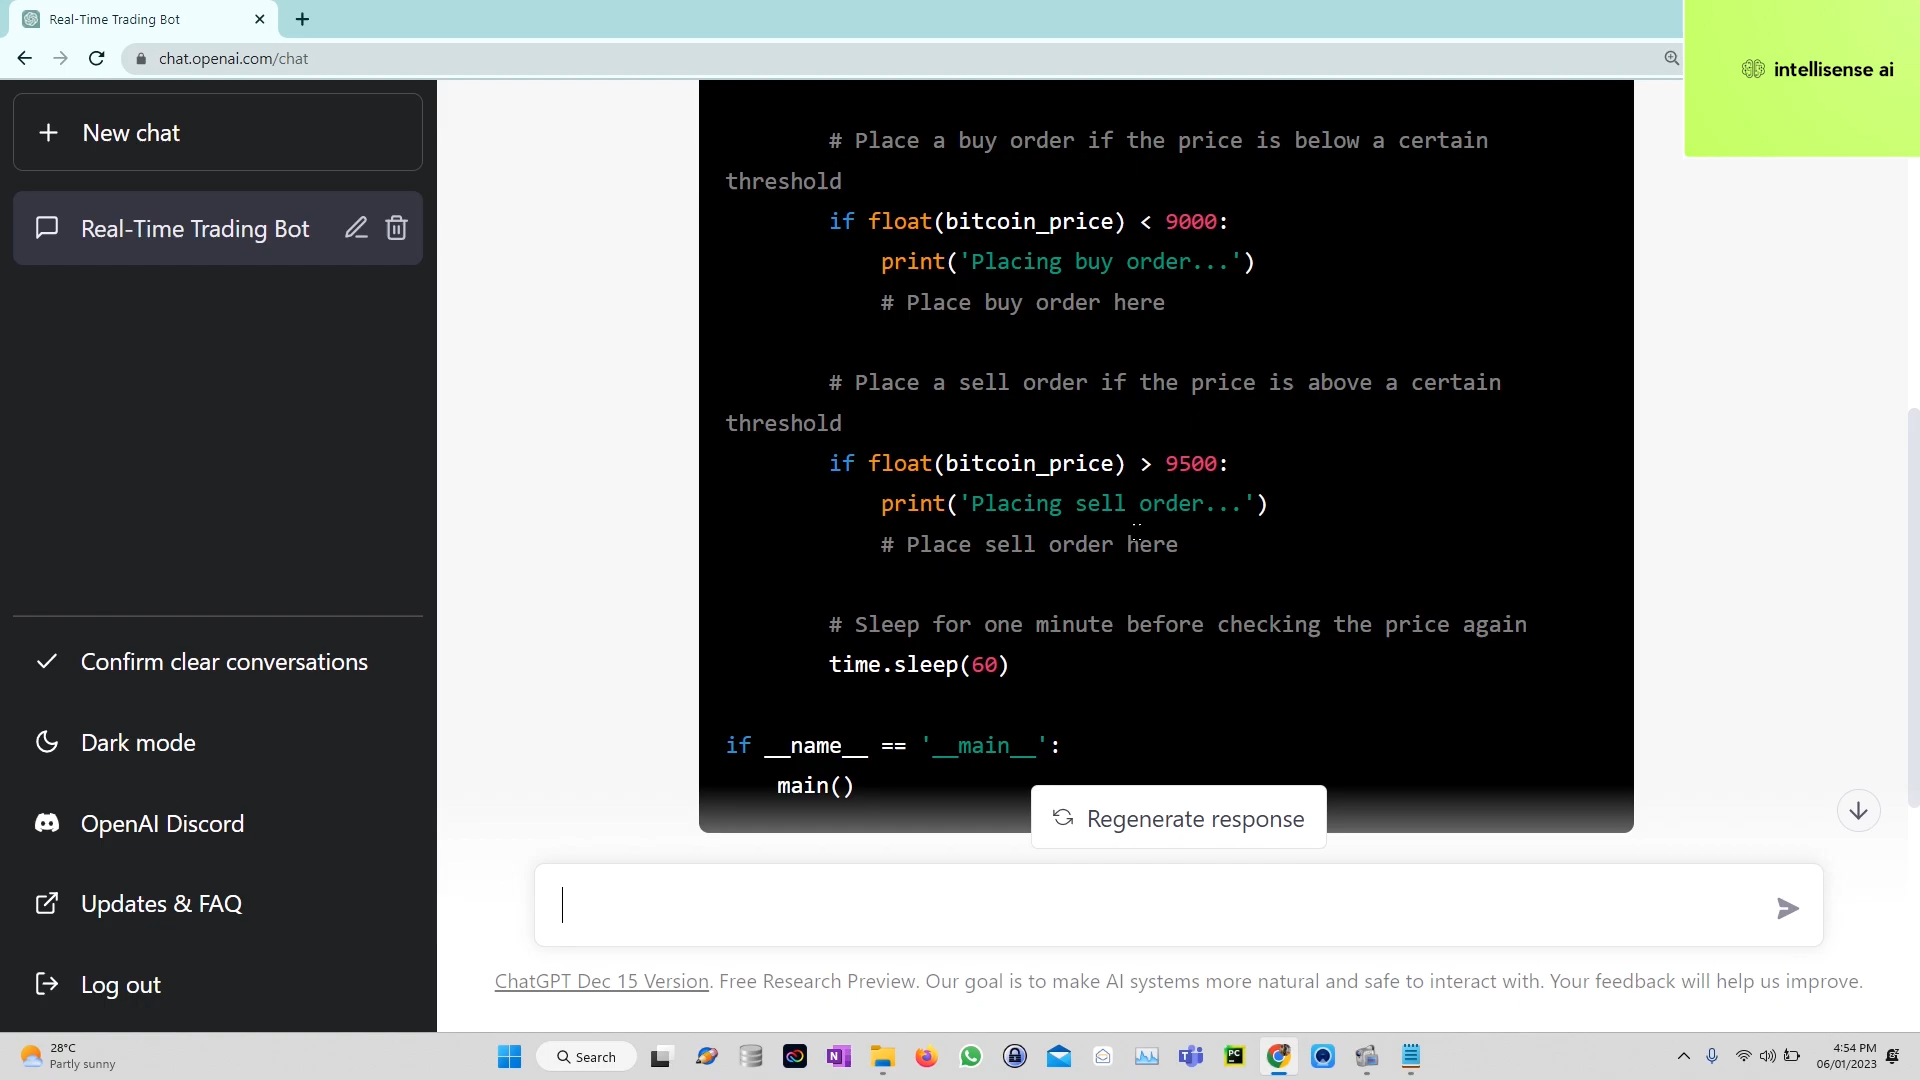 Real-Time Trading Bot
chat.openai.com/chat
intellisense ai
New chat
Real-Time Trading Bot
Confirm clear conversations
Dark mode
OpenAI Discord
Updates & FAQ
Log out
# Place a buy order if the price is below a certain
threshold
if float(bitcoin_price) < 9000:
print('Placing buy order...')
# Place buy order here
# Place a sell order if the price is above a certain
threshold
if float(bitcoin_price) > 9500:
print('Placing sell order...')
# Place sell order here
# Sleep for one minute before checking the price again
time.sleep(60)
if __name__ == '__main__':
main()
Regenerate response
ChatGPT Dec 15 Version. Free Research Preview. Our goal is to make AI systems more natural and safe to interact with. Your feedback will help us improve.
28°C
Partly sunny
Search
4:54 PM
06/01/2023